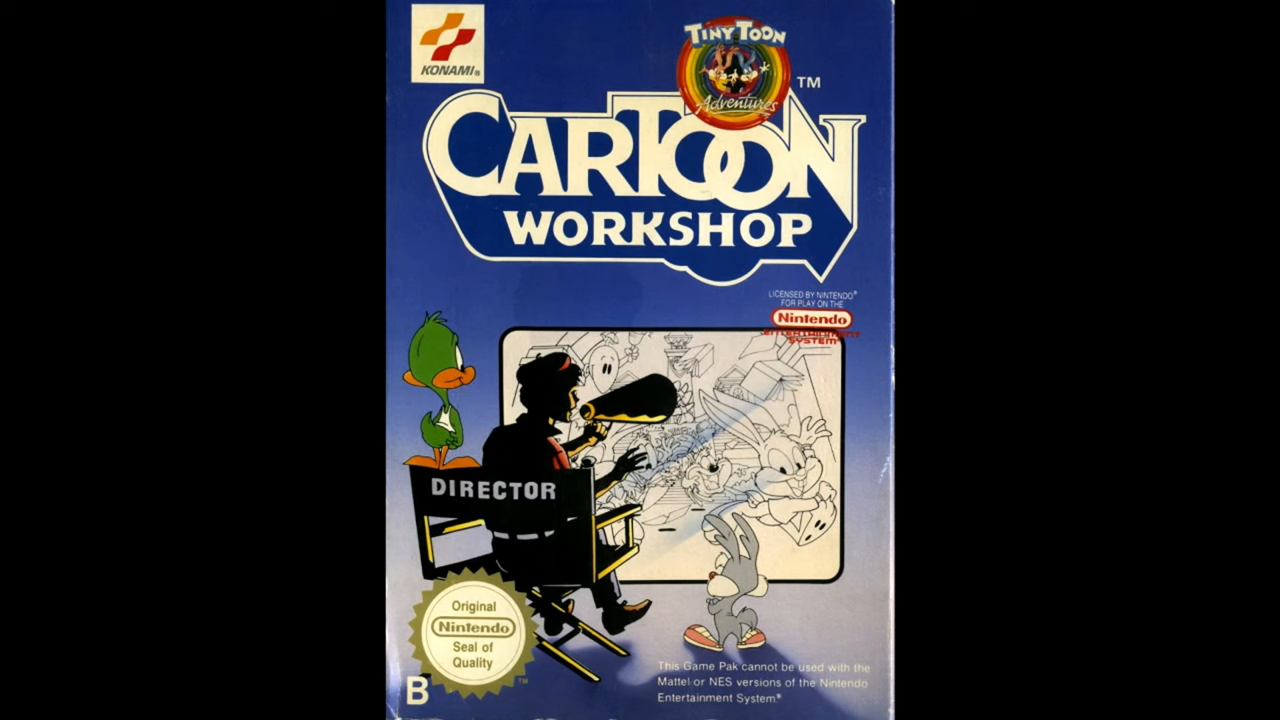 KONAMI®
TINY TOON
Adventures
TM
CARTOON
WORKSHOP
LICENSED BY NINTENDO®
FOR PLAY ON THE
Nintendo
ENTERTAINMENT
SYSTEM
DIRECTOR
Original
Nintendo
Seal of
Quality
TM
B
This Game Pak cannot be used with the
Mattel or NES versions of the Nintendo
Entertainment System.®